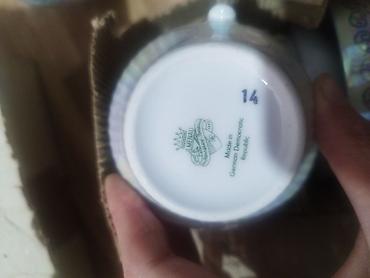 14
Made in
German Democratic
Republic